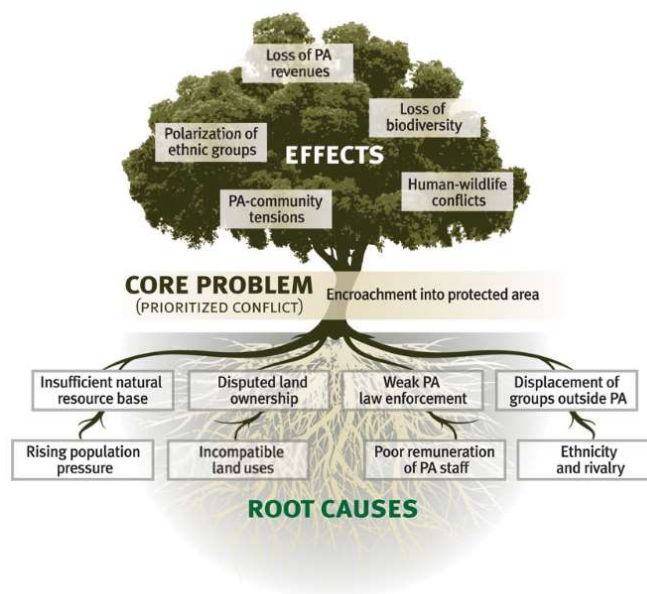 Loss of PA
revenues
Loss of
biodiversity
Polarization of
ethnic groups
EFFECTS
Human-wildlife
conflicts
PA-community
tensions
CORE PROBLEM
(PRIORITIZED CONFLICT)
Encroachment into protected area
Insufficient natural
resource base
Disputed land
ownership
Weak PA
law enforcement
Displacement of
groups outside PA
Rising population
pressure
Incompatible
land uses
Poor remuneration
of PA staff
Ethnicity
and rivalry
ROOT CAUSES